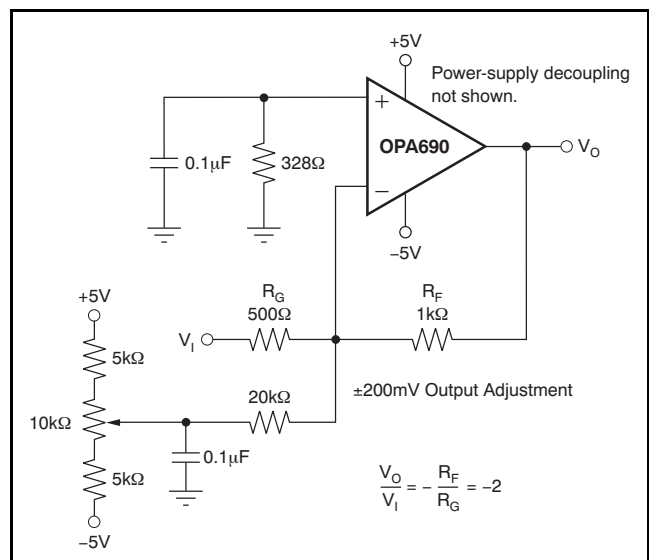 +5V
Power-supply decoupling
not shown.
+
OPA690
V_O
0.1μF
328Ω
−
−5V
+5V
R_G
500Ω
R_F
1kΩ
V_I
5kΩ
20kΩ
±200mV Output Adjustment
10kΩ
0.1μF
5kΩ
V_O/V_I = − R_F/R_G = −2
−5V